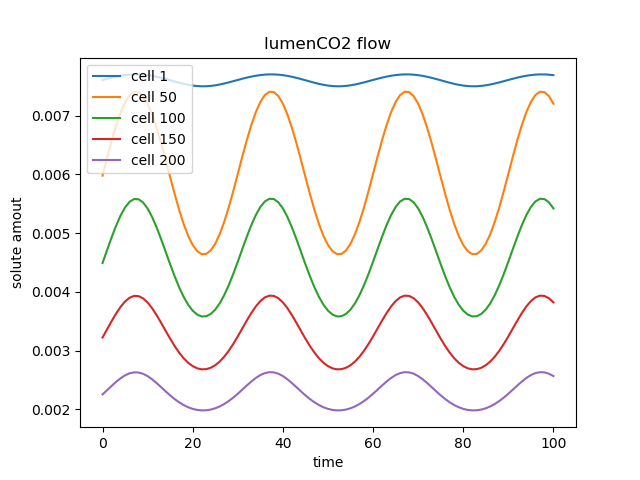 lumenCO2 flow
cell 1
cell 50
cell 100
cell 150
cell 200
0.007
0.006
0.005
0.004
0.003
0.002
solute amout
0 20 40 60 80 100
time